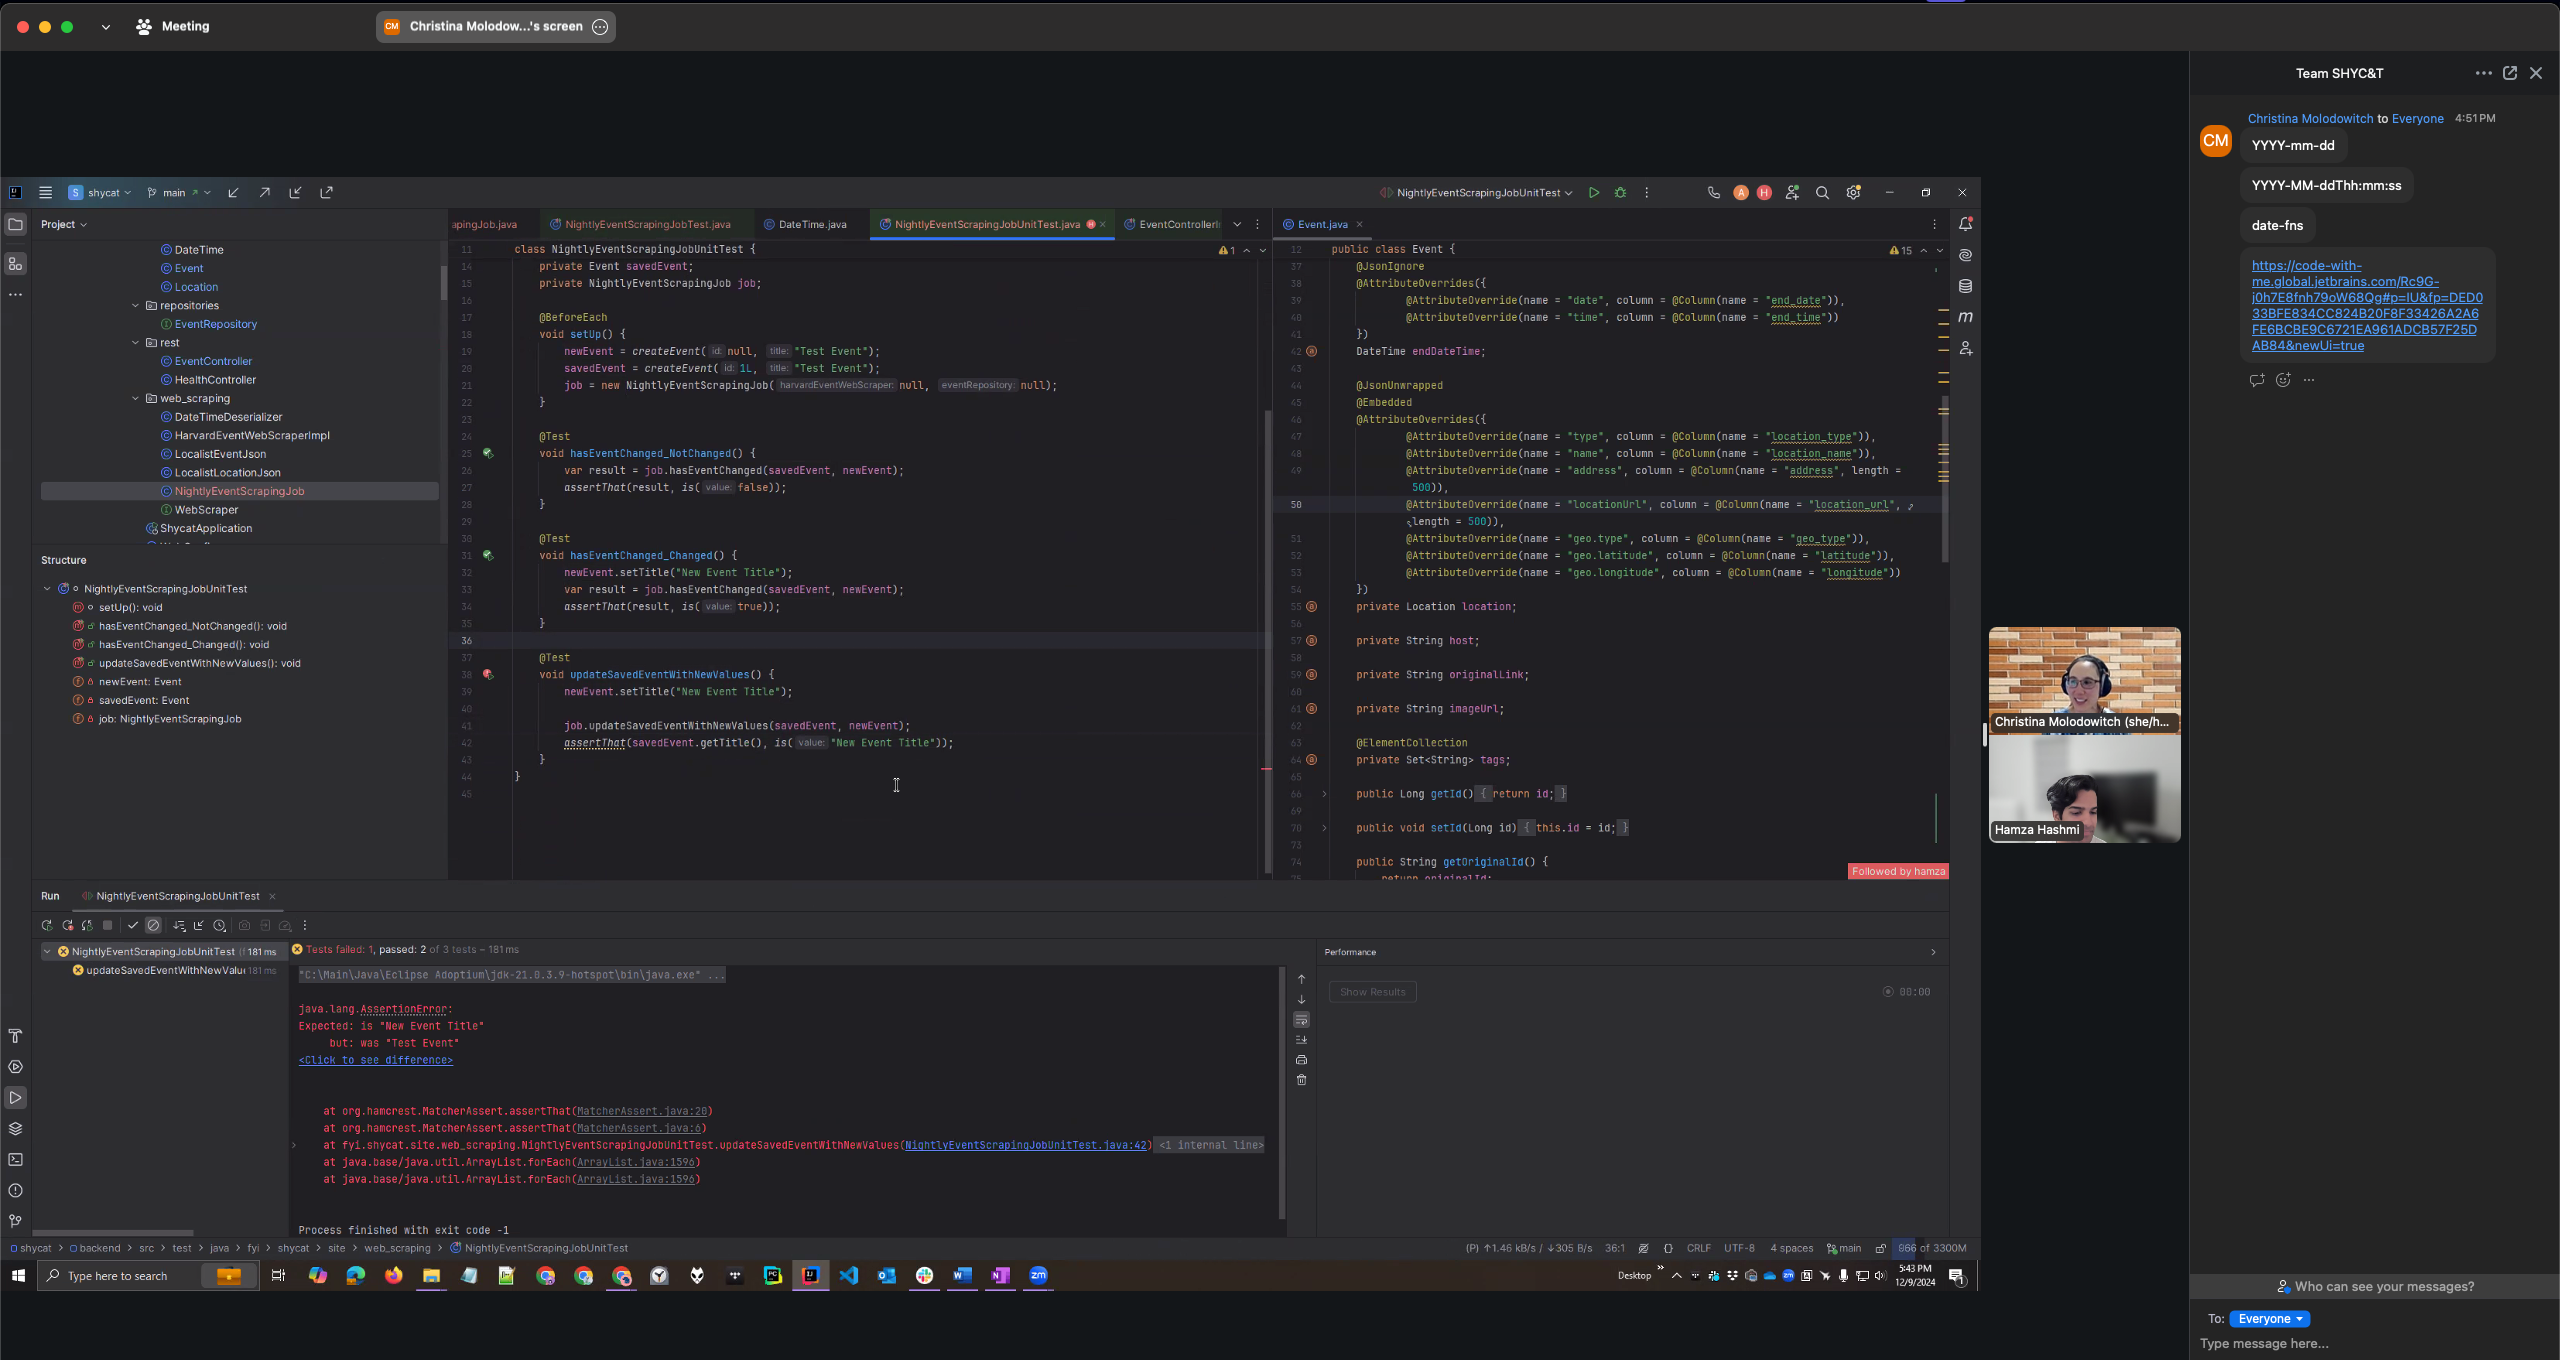 Meeting
CM Christina Molodow...'s screen
Team SHYC&T
Christina Molodowitch to Everyone 4:51 PM
CM
YYYY-mm-dd
YYYY-MM-ddThh:mm:ss
date-fns
https://code-with-
me.global.jetbrains.com/Rc9G-
j0h7E8fnh79oW68Qg#p=IU&fp=DED0
33BFE834CC824B20F8F33426A2A6
FE6BCBE9C6721EA961ADCB57F25D
AB84&newUi=true
S shycat main
NightlyEventScrapingJobUnitTest
A H
Project
apingJob.java NightlyEventScrapingJobTest.java DateTime.java NightlyEventScrapingJobUnitTest.java EventControllerI
Event.java
DateTime
Event
Location
repositories
EventRepository
rest
EventController
HealthController
web_scraping
DateTimeDeserializer
HarvardEventWebScraperImpl
LocalistEventJson
LocalistLocationJson
NightlyEventScrapingJob
WebScraper
ShycatApplication
Structure
NightlyEventScrapingJobUnitTest
setUp(): void
hasEventChanged_NotChanged(): void
hasEventChanged_Changed(): void
updateSavedEventWithNewValues(): void
newEvent: Event
savedEvent: Event
job: NightlyEventScrapingJob
11 class NightlyEventScrapingJobUnitTest { 1
14 private Event savedEvent;
15 private NightlyEventScrapingJob job;
16
17 @BeforeEach
18 void setUp() {
19 newEvent = createEvent( id: null, title: "Test Event");
20 savedEvent = createEvent( id: 1L, title: "Test Event");
21 job = new NightlyEventScrapingJob( harvardEventWebScraper: null, eventRepository: null);
22 }
23
24 @Test
25 void hasEventChanged_NotChanged() {
26 var result = job.hasEventChanged(savedEvent, newEvent);
27 assertThat(result, is( value: false));
28 }
29
30 @Test
31 void hasEventChanged_Changed() {
32 newEvent.setTitle("New Event Title");
33 var result = job.hasEventChanged(savedEvent, newEvent);
34 assertThat(result, is( value: true));
35 }
36
37 @Test
38 void updateSavedEventWithNewValues() {
39 newEvent.setTitle("New Event Title");
40
41 job.updateSavedEventWithNewValues(savedEvent, newEvent);
42 assertThat(savedEvent.getTitle(), is( value: "New Event Title"));
43 }
44 }
45
12 public class Event { 15
37 @JsonIgnore
38 @AttributeOverrides({
39 @AttributeOverride(name = "date", column = @Column(name = "end_date")),
40 @AttributeOverride(name = "time", column = @Column(name = "end_time"))
41 })
42 DateTime endDateTime;
43
44 @JsonUnwrapped
45 @Embedded
46 @AttributeOverrides({
47 @AttributeOverride(name = "type", column = @Column(name = "location_type")),
48 @AttributeOverride(name = "name", column = @Column(name = "location_name")),
49 @AttributeOverride(name = "address", column = @Column(name = "address", length =
500)),
50 @AttributeOverride(name = "locationUrl", column = @Column(name = "location_url",
length = 500)),
51 @AttributeOverride(name = "geo.type", column = @Column(name = "geo_type")),
52 @AttributeOverride(name = "geo.latitude", column = @Column(name = "latitude")),
53 @AttributeOverride(name = "geo.longitude", column = @Column(name = "longitude"))
54 })
55 private Location location;
56
57 private String host;
58
59 private String originalLink;
60
61 private String imageUrl;
62
63 @ElementCollection
64 private Set<String> tags;
65
66 public Long getId() { return id; }
69
70 public void setId(Long id) { this.id = id; }
73
74 public String getOriginalId() {
75 return originalId;
Followed by hamza
Christina Molodowitch (she/h...
Hamza Hashmi
Run NightlyEventScrapingJobUnitTest
NightlyEventScrapingJobUnitTest 181 ms
updateSavedEventWithNewValu 181 ms
Tests failed: 1, passed: 2 of 3 tests – 181 ms
"C:\Main\Java\Eclipse Adoptium\jdk-21.0.3.9-hotspot\bin\java.exe" ...
java.lang.AssertionError:
Expected: is "New Event Title"
but: was "Test Event"
<Click to see difference>
at org.hamcrest.MatcherAssert.assertThat(MatcherAssert.java:20)
at org.hamcrest.MatcherAssert.assertThat(MatcherAssert.java:6)
at fyi.shycat.site.web_scraping.NightlyEventScrapingJobUnitTest.updateSavedEventWithNewValues(NightlyEventScrapingJobUnitTest.java:42) <1 internal line>
at java.base/java.util.ArrayList.forEach(ArrayList.java:1596)
at java.base/java.util.ArrayList.forEach(ArrayList.java:1596)
Process finished with exit code -1
Performance
Show Results
00:00
shycat > backend > src > test > java > fyi > shycat > site > web_scraping > NightlyEventScrapingJobUnitTest
(P) ↑1.46 kB/s / ↓305 B/s 36:1 CRLF UTF-8 4 spaces main 866 of 3300M
Type here to search
Desktop
5:43 PM
12/9/2024
Who can see your messages?
To: Everyone
Type message here...